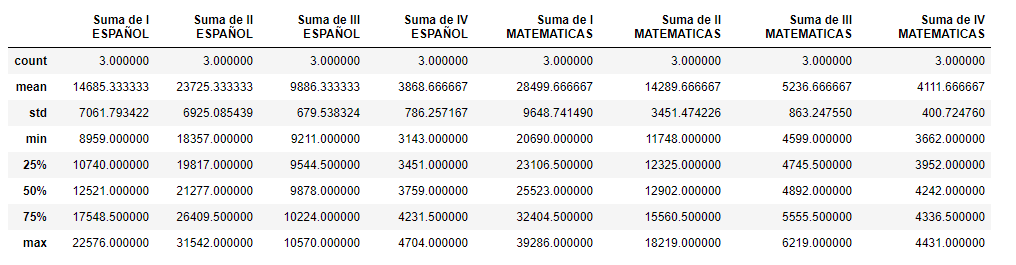 Suma de I ESPAÑOL Suma de II ESPAÑOL Suma de III ESPAÑOL Suma de IV ESPAÑOL Suma de I MATEMATICAS Suma de II MATEMATICAS Suma de III MATEMATICAS Suma de IV MATEMATICAS
count 3.000000 3.000000 3.000000 3.000000 3.000000 3.000000 3.000000 3.000000
mean 14685.333333 23725.333333 9886.333333 3868.666667 28499.666667 14289.666667 5236.666667 4111.666667
std 7061.793422 6925.085439 679.538324 786.257167 9648.741490 3451.474226 863.247550 400.724760
min 8959.000000 18357.000000 9211.000000 3143.000000 20690.000000 11748.000000 4599.000000 3662.000000
25% 10740.000000 19817.000000 9544.500000 3451.000000 23106.500000 12325.000000 4745.500000 3952.000000
50% 12521.000000 21277.000000 9878.000000 3759.000000 25523.000000 12902.000000 4892.000000 4242.000000
75% 17548.500000 26409.500000 10224.000000 4231.500000 32404.500000 15560.500000 5555.500000 4336.500000
max 22576.000000 31542.000000 10570.000000 4704.000000 39286.000000 18219.000000 6219.000000 4431.000000